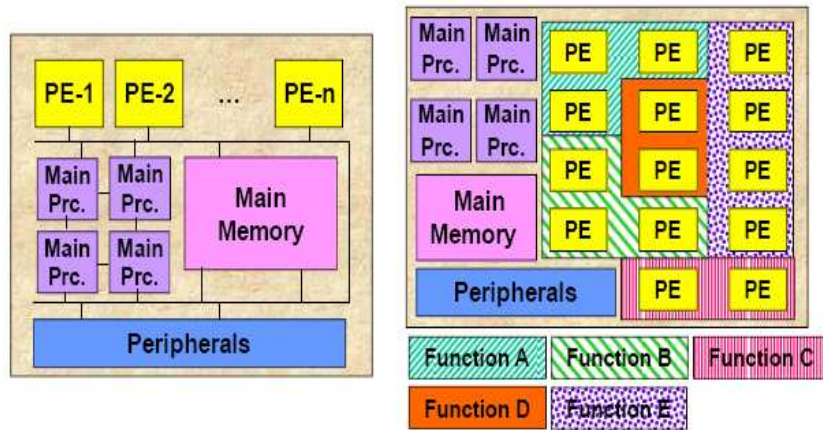 PE-1 PE-2 ... PE-n
Main Prc. Main Prc.
Main Prc. Main Prc.
Main Memory
Peripherals
Main Prc. Main Prc.
Main Prc. Main Prc.
Main Memory
Peripherals
PE PE PE
PE PE PE
PE PE PE
PE PE PE
PE PE
Function A Function B Function C
Function D Function E